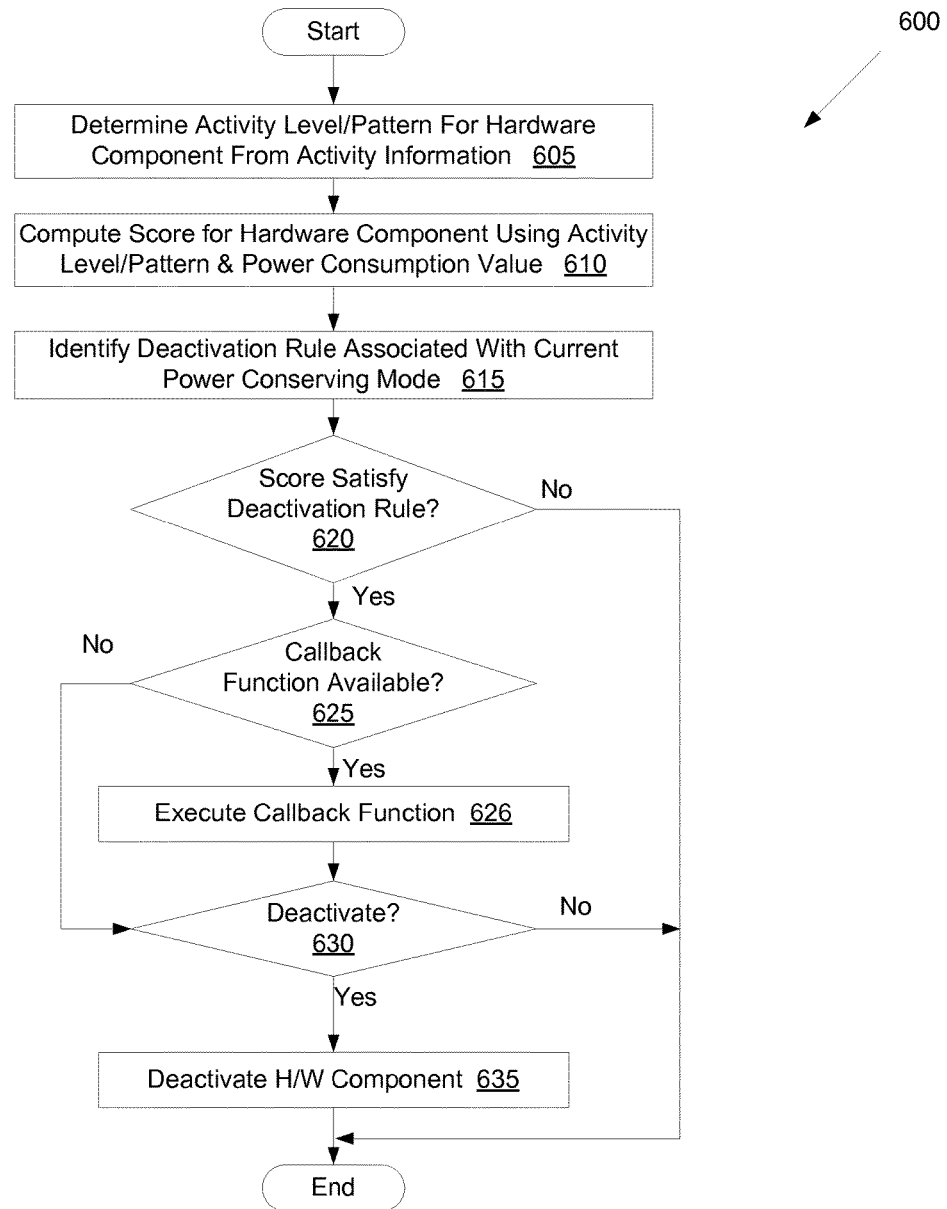 Start
600
Determine Activity Level/Pattern For Hardware
Component From Activity Information 605
Compute Score for Hardware Component Using Activity
Level/Pattern & Power Consumption Value 610
Identify Deactivation Rule Associated With Current
Power Conserving Mode 615
Score Satisfy
Deactivation Rule?
620
No
Yes
No
Callback
Function Available?
625
Yes
Execute Callback Function 626
Deactivate?
630
No
Yes
Deactivate H/W Component 635
End